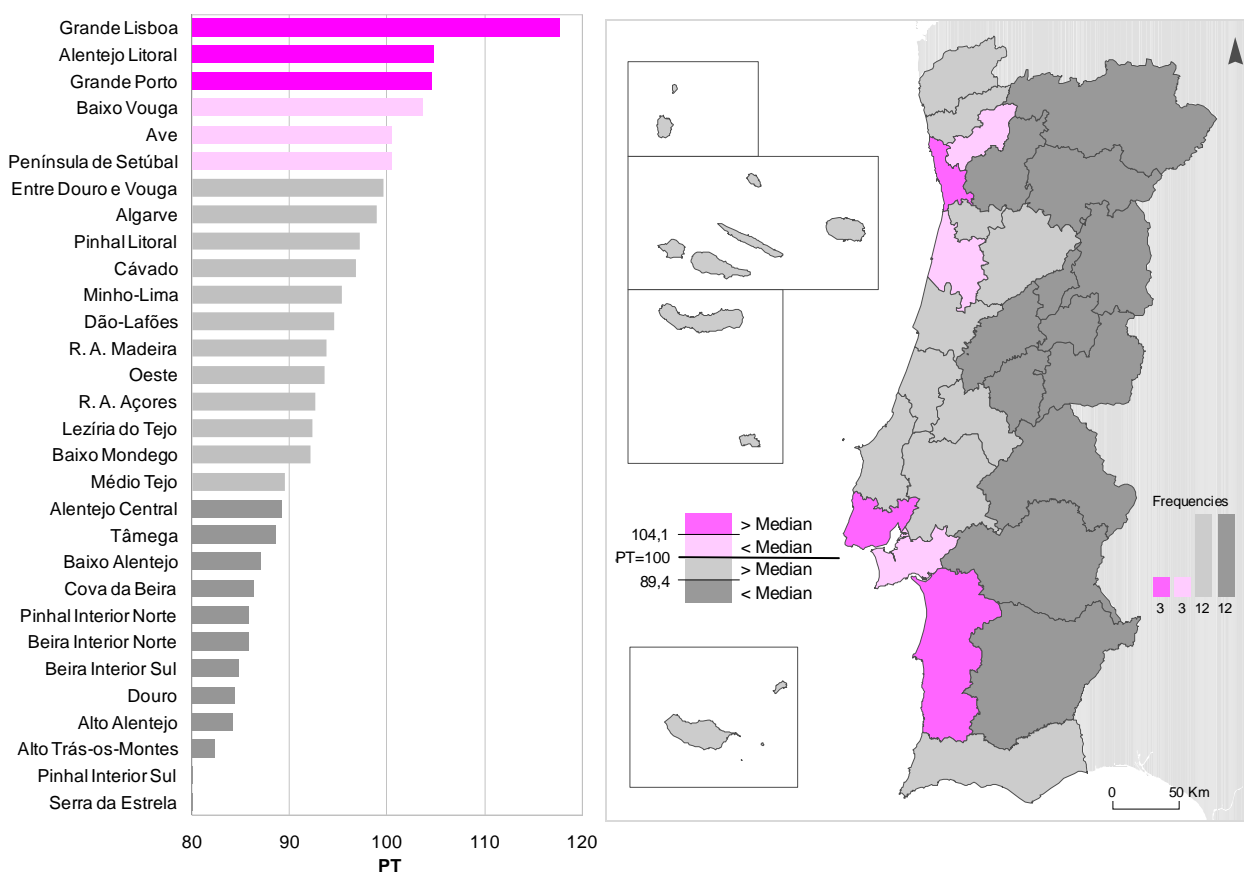 Grande Lisboa
Alentejo Litoral
Grande Porto
Baixo Vouga
Ave
Península de Setúbal
Entre Douro e Vouga
Algarve
Pinhal Litoral
Cávado
Minho-Lima
Dão-Lafões
R. A. Madeira
Oeste
R. A. Açores
Lezíria do Tejo
Baixo Mondego
Médio Tejo
Alentejo Central
Tâmega
Baixo Alentejo
Cova da Beira
Pinhal Interior Norte
Beira Interior Norte
Beira Interior Sul
Douro
Alto Alentejo
Alto Trás-os-Montes
Pinhal Interior Sul
Serra da Estrela
80 90 100 110 120
PT
> Median
104,1
< Median
PT=100
> Median
89,4
< Median
Frequencies
3 3 12 12
0 50 Km